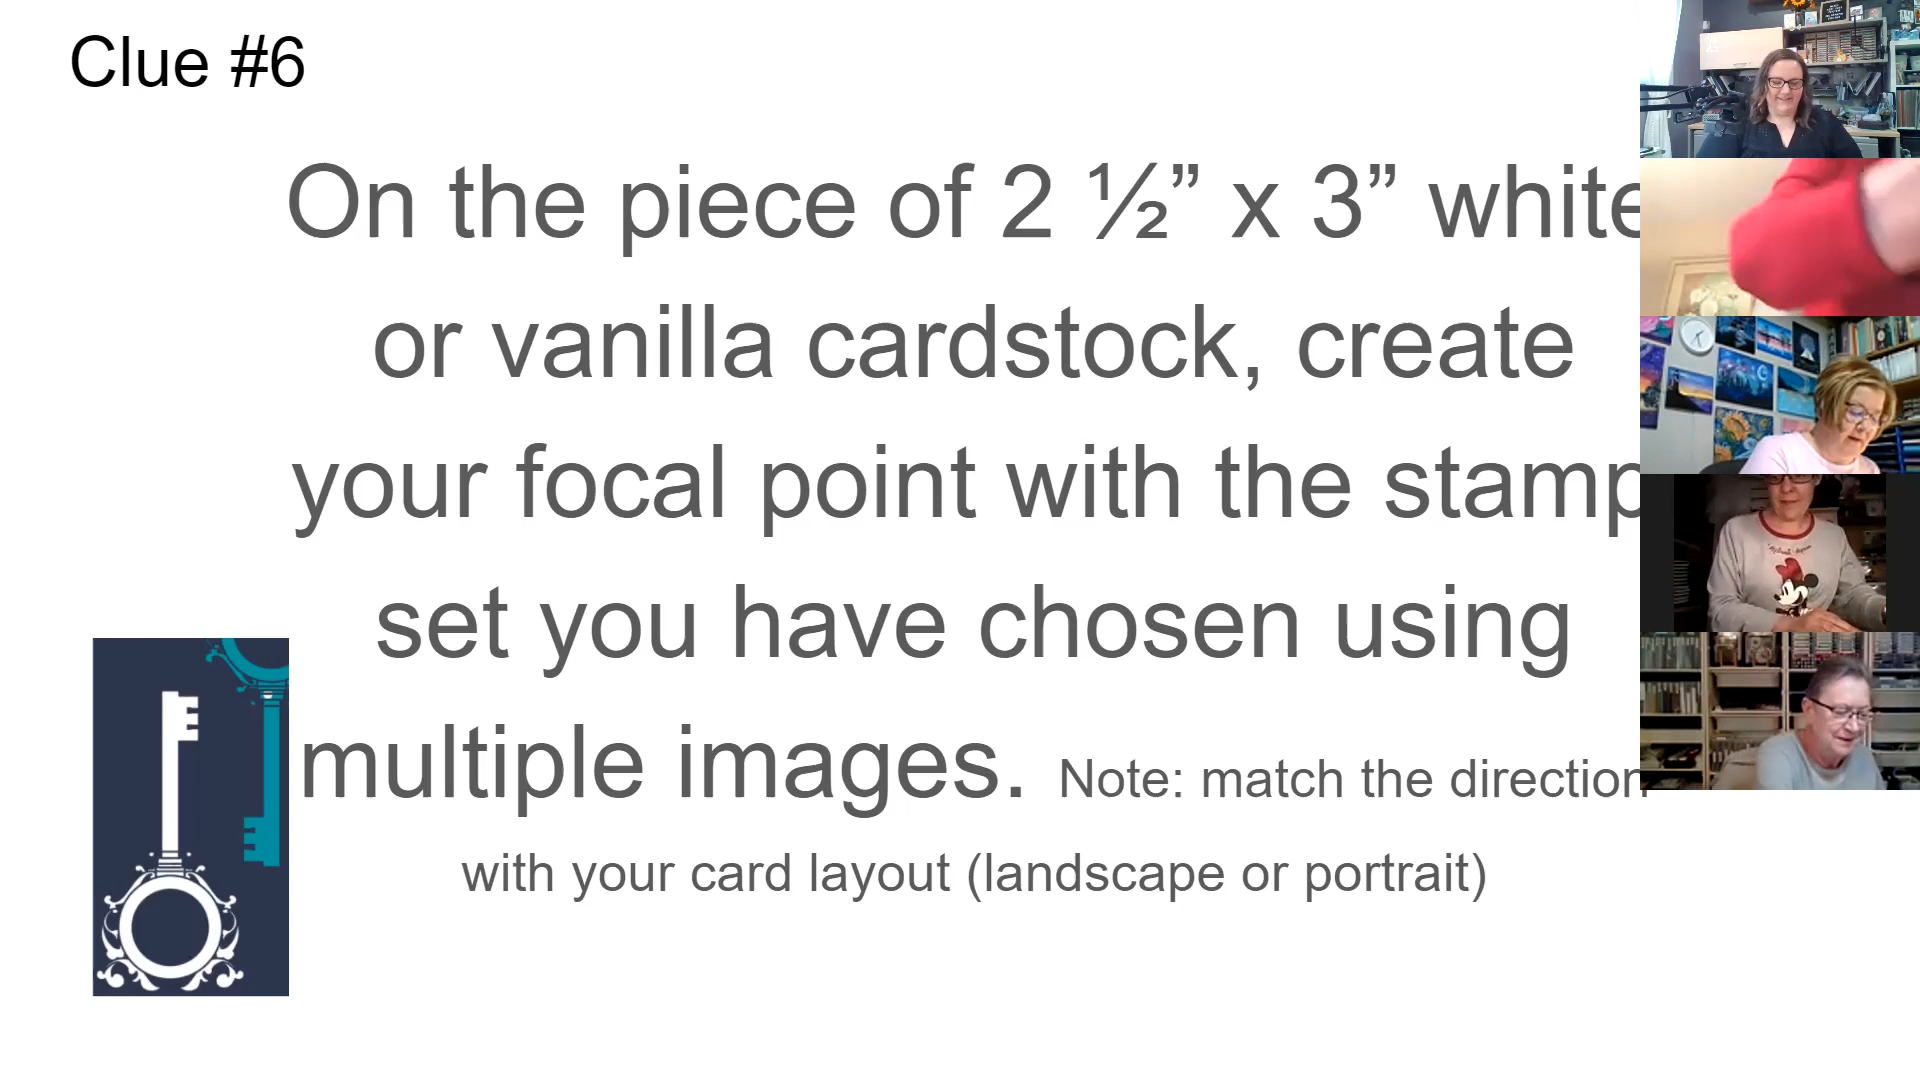 Clue #6
On the piece of 2 ½” x 3” white
or vanilla cardstock, create
your focal point with the stamp
set you have chosen using
multiple images. Note: match the direction
with your card layout (landscape or portrait)